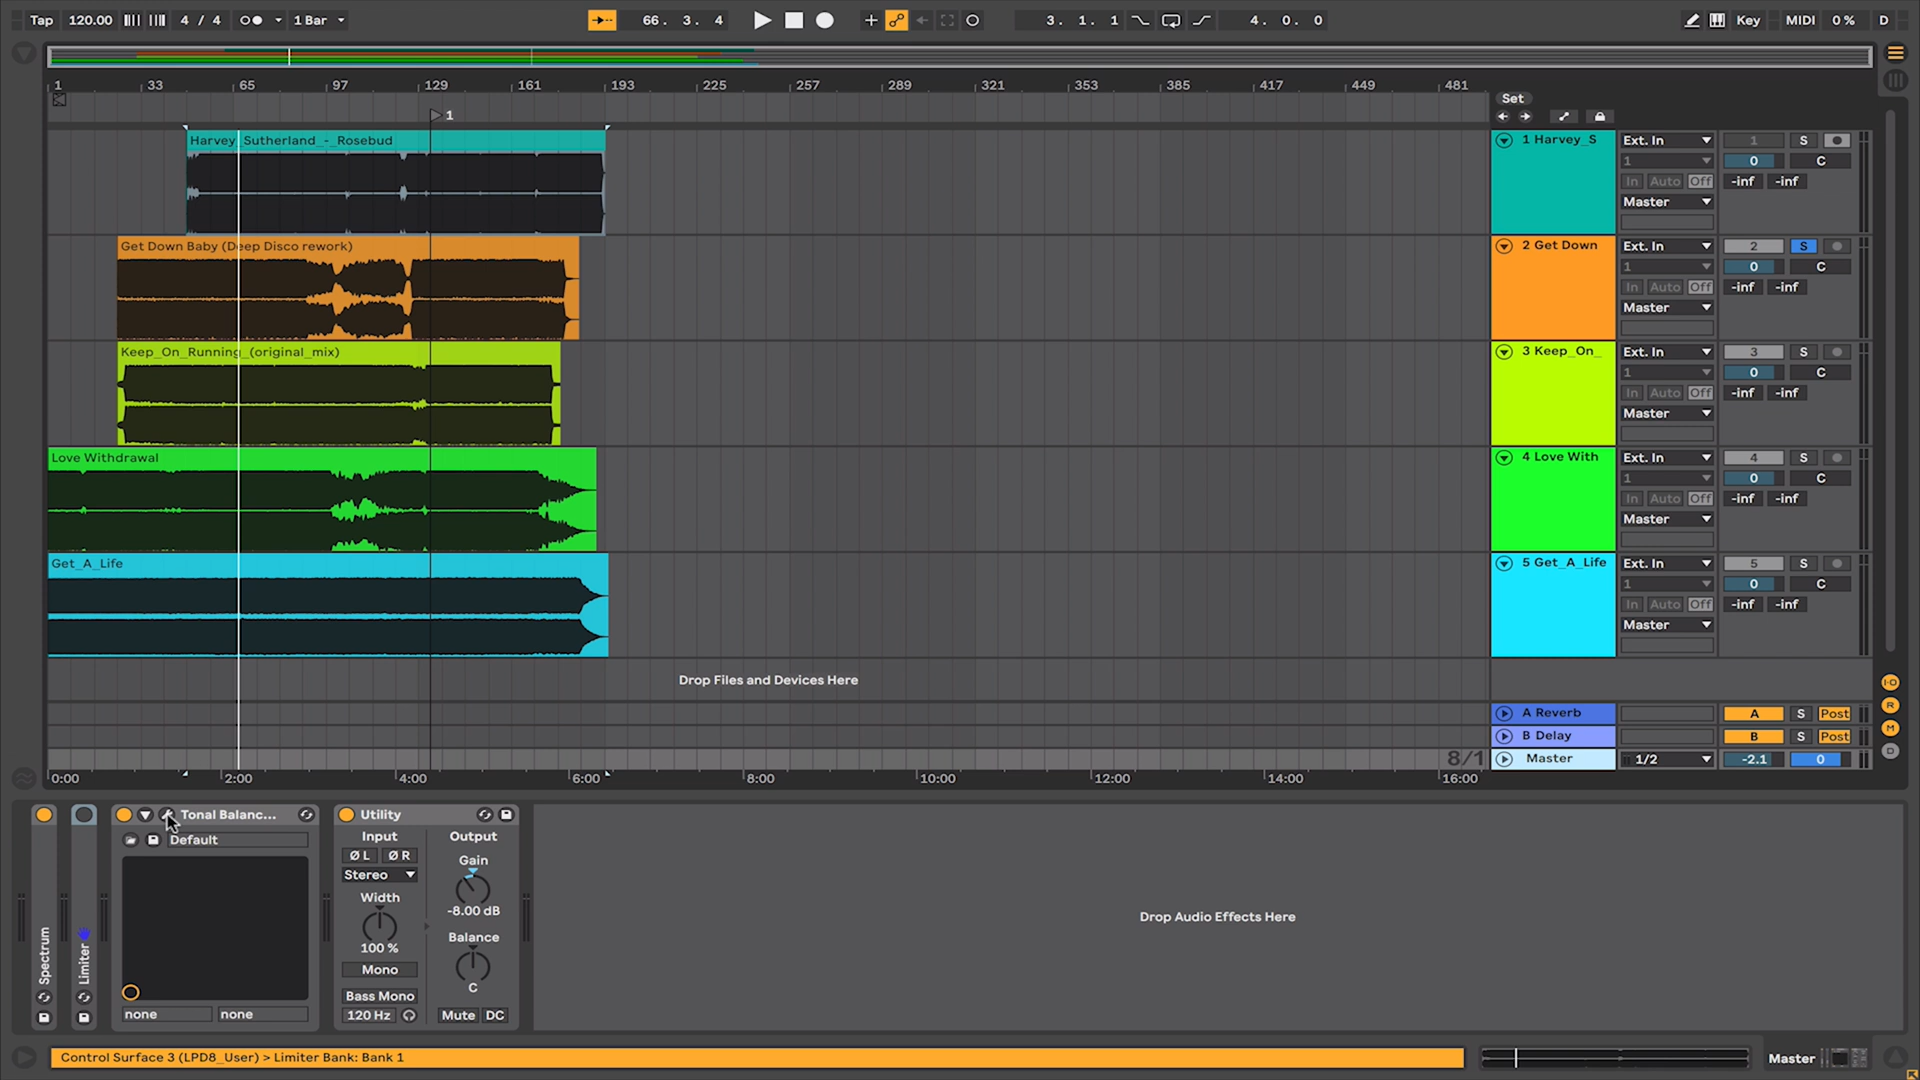 Tap 120.00 4 / 4 1 Bar 66. 3. 4 3. 1. 1 4. 0. 0 Key MIDI 0 % D
1 33 65 97 129 161 193 225 257 289 321 353 385 417 449 481
Set
1
Harvey_Sutherland_-_Rosebud
1 Harvey_S Ext. In 1 S
1 0 C
In Auto Off -inf -inf
Master
Get Down Baby (Deep Disco rework)
2 Get Down Ext. In 2 S
1 0 C
In Auto Off -inf -inf
Master
Keep_On_Running_(original_mix)
3 Keep_On_ Ext. In 3 S
1 0 C
In Auto Off -inf -inf
Master
Love Withdrawal
4 Love With Ext. In 4 S
1 0 C
In Auto Off -inf -inf
Master
Get_A_Life
5 Get_A_Life Ext. In 5 S
1 0 C
In Auto Off -inf -inf
Master
Drop Files and Devices Here
A Reverb A S Post
B Delay B S Post
8/1 Master 1/2 -2.1 0
0:00 2:00 4:00 6:00 8:00 10:00 12:00 14:00 16:00
I·O
R
M
D
Spectrum
Limiter
Tonal Balanc...
Default
none none
Utility
Input Output
Ø L Ø R Gain
Stereo
Width -8.00 dB
100 % Balance
Mono C
Bass Mono
120 Hz Mute DC
Drop Audio Effects Here
Control Surface 3 (LPD8_User) > Limiter Bank: Bank 1 Master